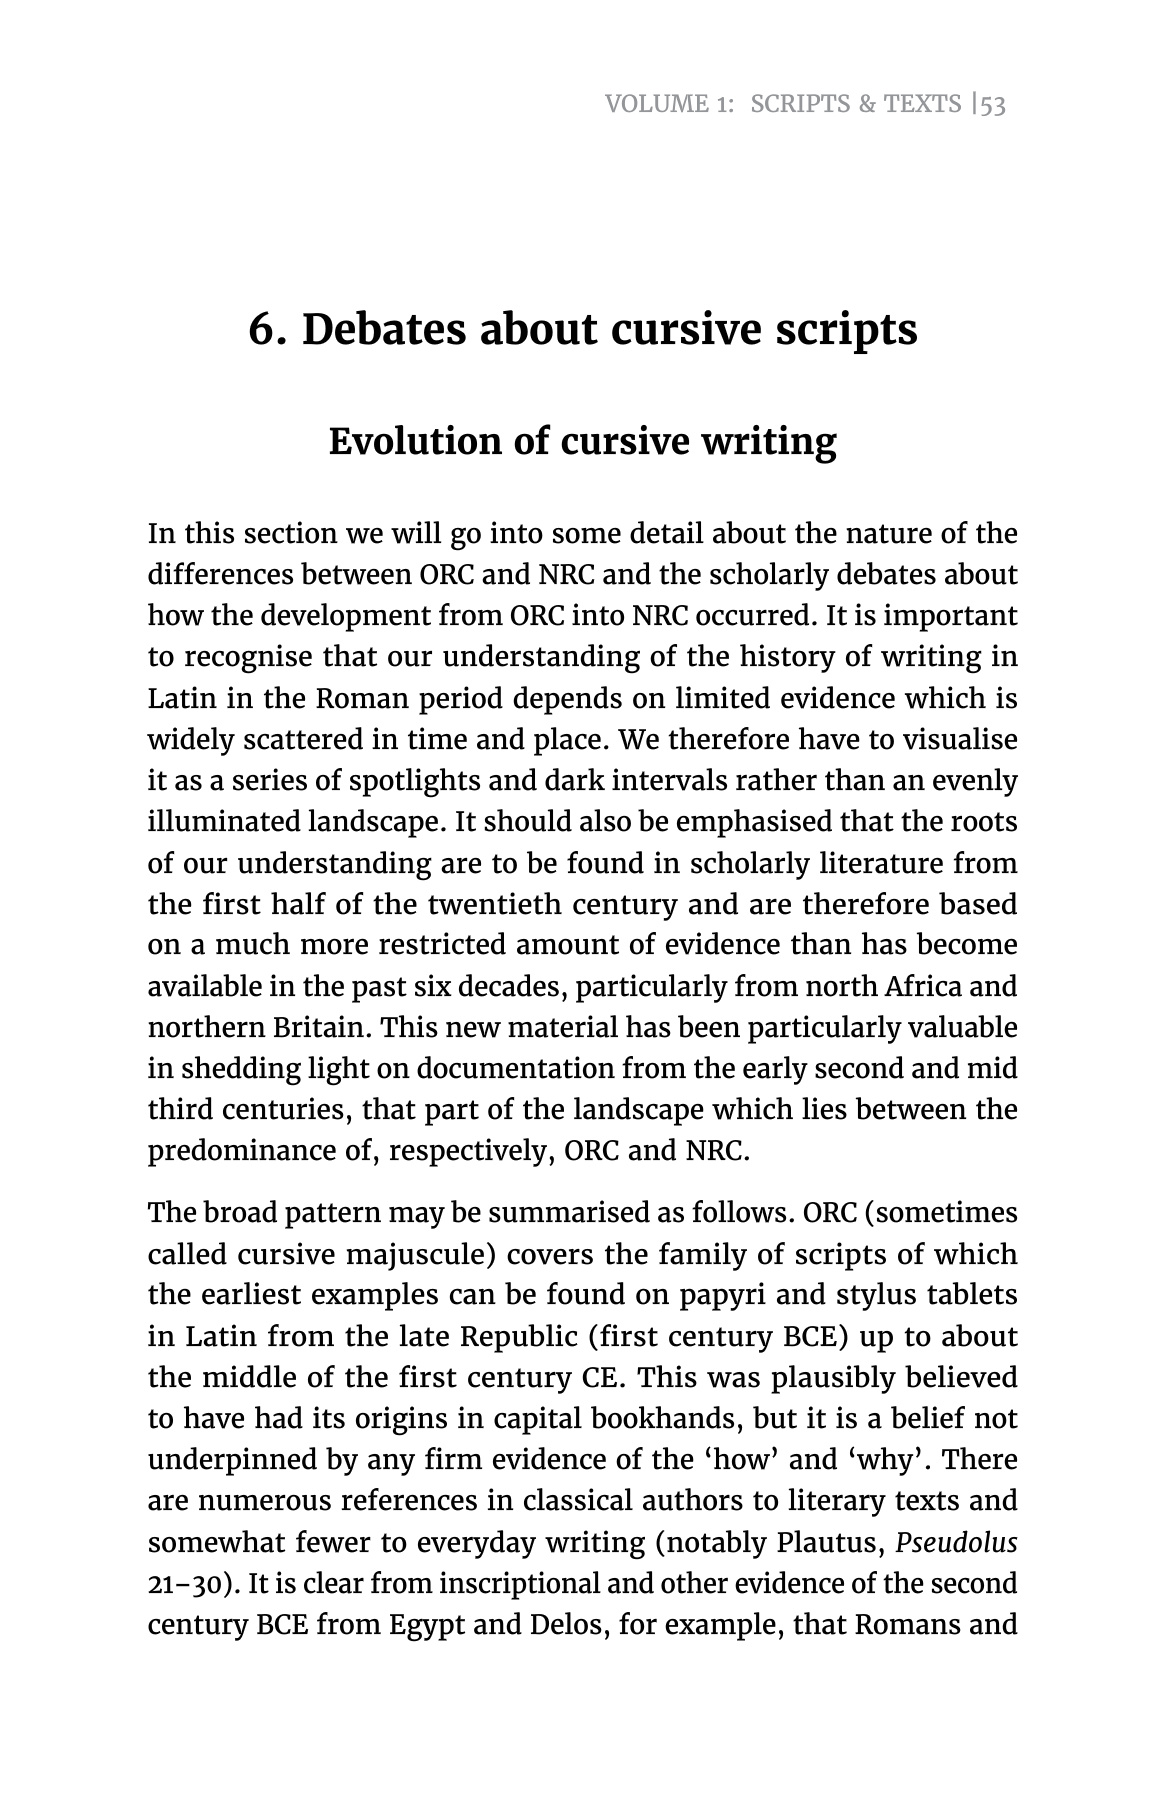 VOLUME 1: SCRIPTS & TEXTS |53
6. Debates about cursive scripts
Evolution of cursive writing
In this section we will go into some detail about the nature of the
differences between ORC and NRC and the scholarly debates about
how the development from ORC into NRC occurred. It is important
to recognise that our understanding of the history of writing in
Latin in the Roman period depends on limited evidence which is
widely scattered in time and place. We therefore have to visualise
it as a series of spotlights and dark intervals rather than an evenly
illuminated landscape. It should also be emphasised that the roots
of our understanding are to be found in scholarly literature from
the first half of the twentieth century and are therefore based
on a much more restricted amount of evidence than has become
available in the past six decades, particularly from north Africa and
northern Britain. This new material has been particularly valuable
in shedding light on documentation from the early second and mid
third centuries, that part of the landscape which lies between the
predominance of, respectively, ORC and NRC.
The broad pattern may be summarised as follows. ORC (sometimes
called cursive majuscule) covers the family of scripts of which
the earliest examples can be found on papyri and stylus tablets
in Latin from the late Republic (first century BCE) up to about
the middle of the first century CE. This was plausibly believed
to have had its origins in capital bookhands, but it is a belief not
underpinned by any firm evidence of the ‘how’ and ‘why’. There
are numerous references in classical authors to literary texts and
somewhat fewer to everyday writing (notably Plautus, Pseudolus
21–30). It is clear from inscriptional and other evidence of the second
century BCE from Egypt and Delos, for example, that Romans and